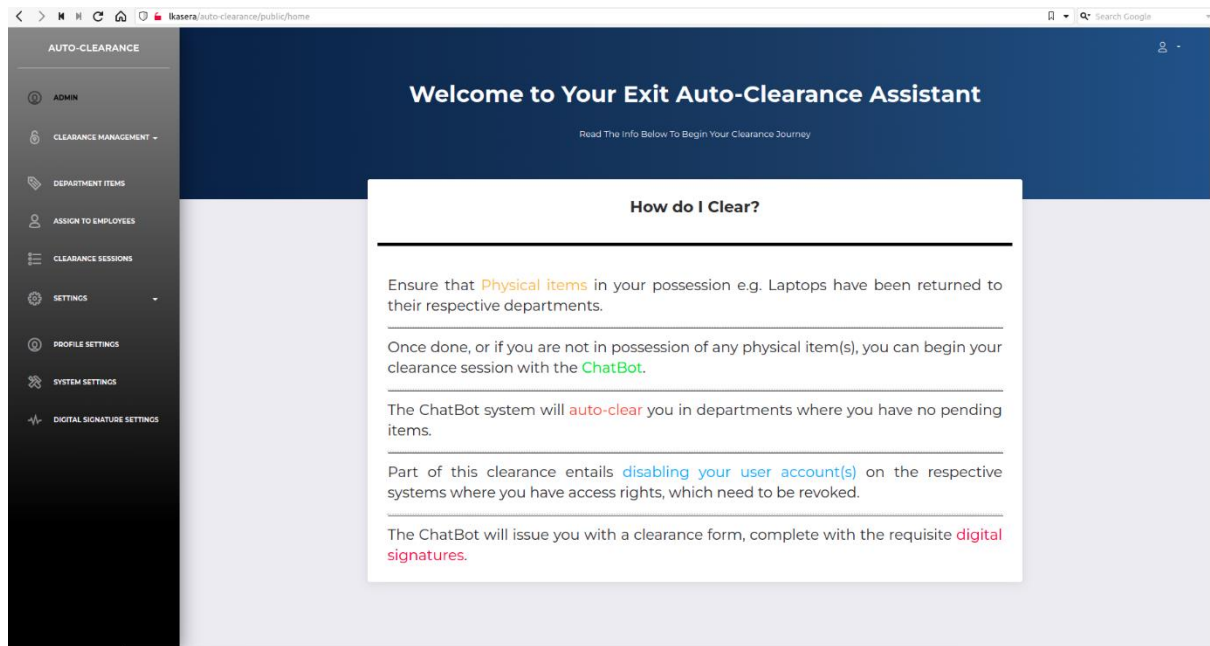 lkasera/auto-clearance/public/home
Search Google
AUTO-CLEARANCE
ADMIN
CLEARANCE MANAGEMENT
DEPARTMENT ITEMS
ASSIGN TO EMPLOYEES
CLEARANCE SESSIONS
SETTINGS
PROFILE SETTINGS
SYSTEM SETTINGS
DIGITAL SIGNATURE SETTINGS
Welcome to Your Exit Auto-Clearance Assistant
Read The Info Below To Begin Your Clearance Journey
How do I Clear?
Ensure that Physical items in your possession e.g. Laptops have been returned to
their respective departments.
Once done, or if you are not in possession of any physical item(s), you can begin your
clearance session with the ChatBot.
The ChatBot system will auto-clear you in departments where you have no pending
items.
Part of this clearance entails disabling your user account(s) on the respective
systems where you have access rights, which need to be revoked.
The ChatBot will issue you with a clearance form, complete with the requisite digital
signatures.